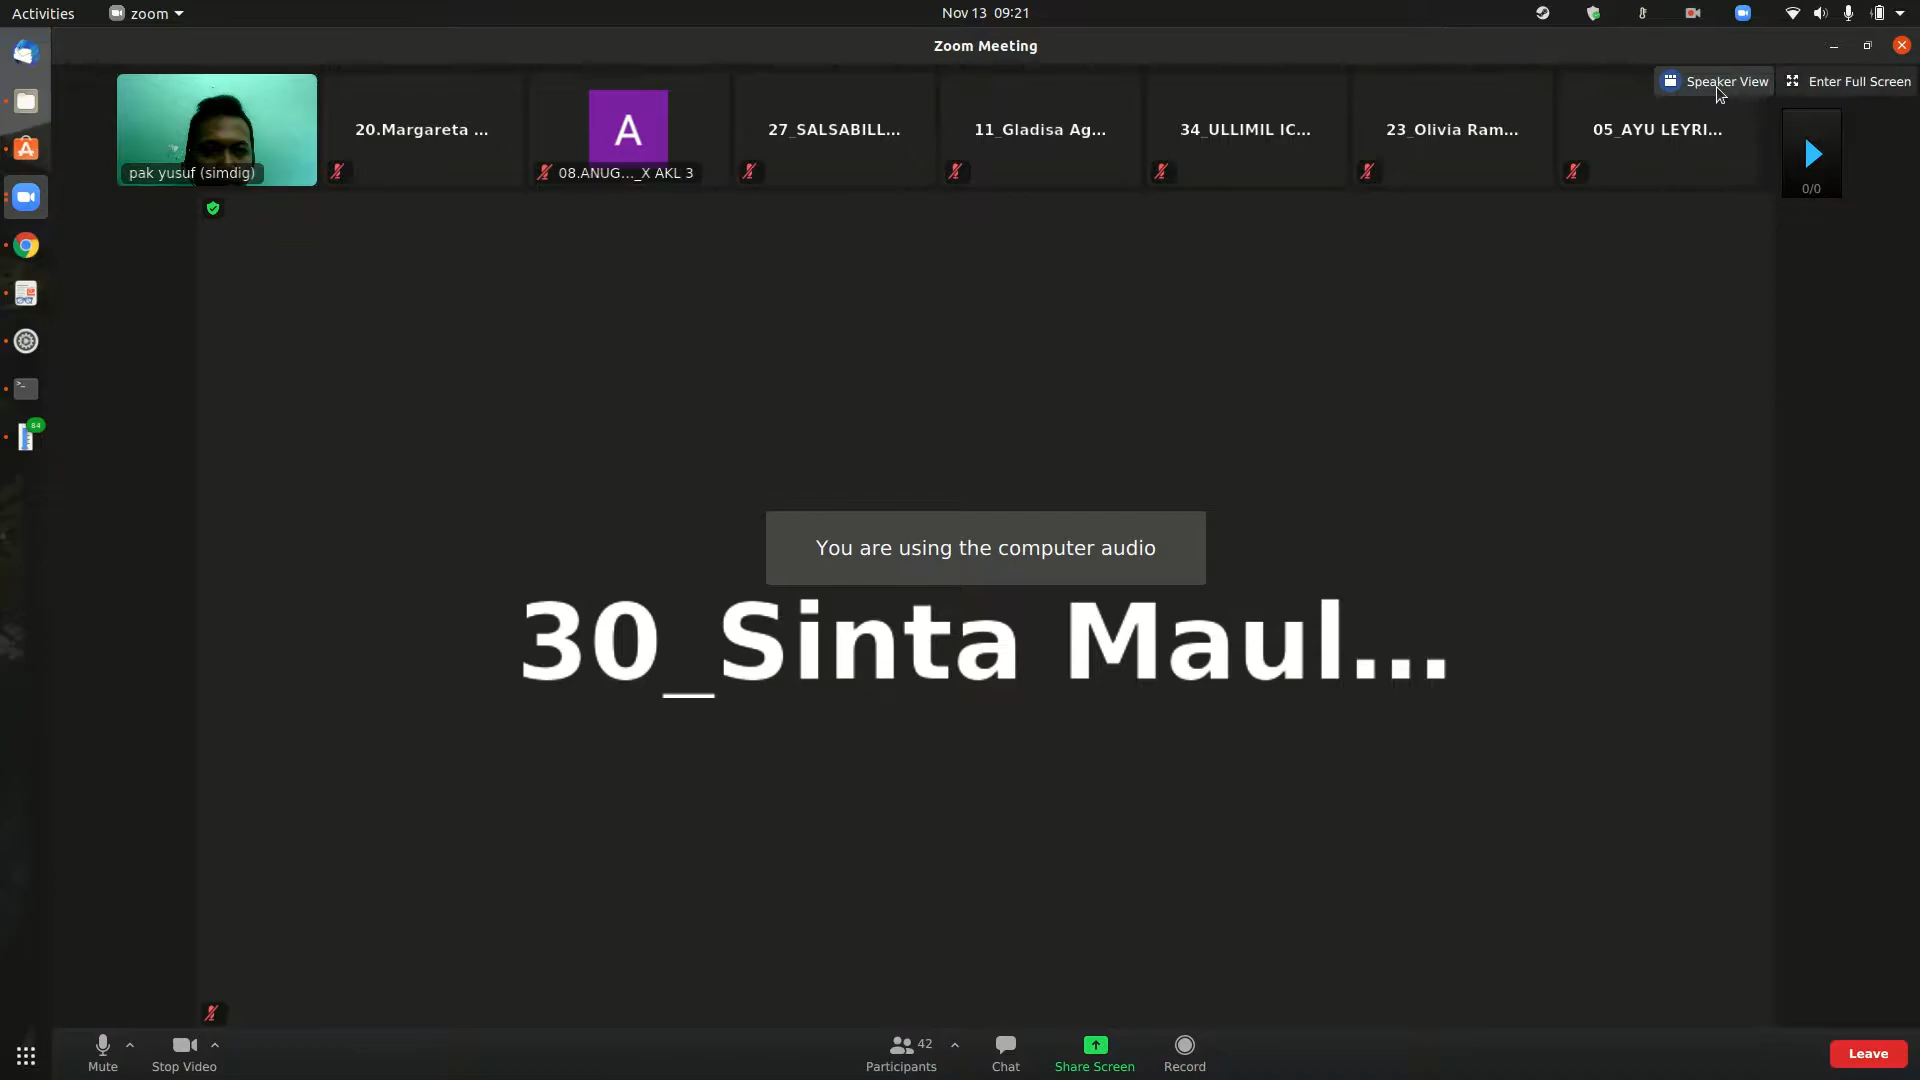 Activities
zoom
Nov 13 09:21
Zoom Meeting
Speaker View
Enter Full Screen
pak yusuf (simdig)
20.Margareta ...
A
08.ANUG..._X AKL 3
27_SALSABILL...
11_Gladisa Ag...
34_ULLIMIL IC...
23_Olivia Ram...
05_AYU LEYRI...
0/0
84
You are using the computer audio
30_Sinta Maul...
Mute
Stop Video
42
Participants
Chat
Share Screen
Record
Leave